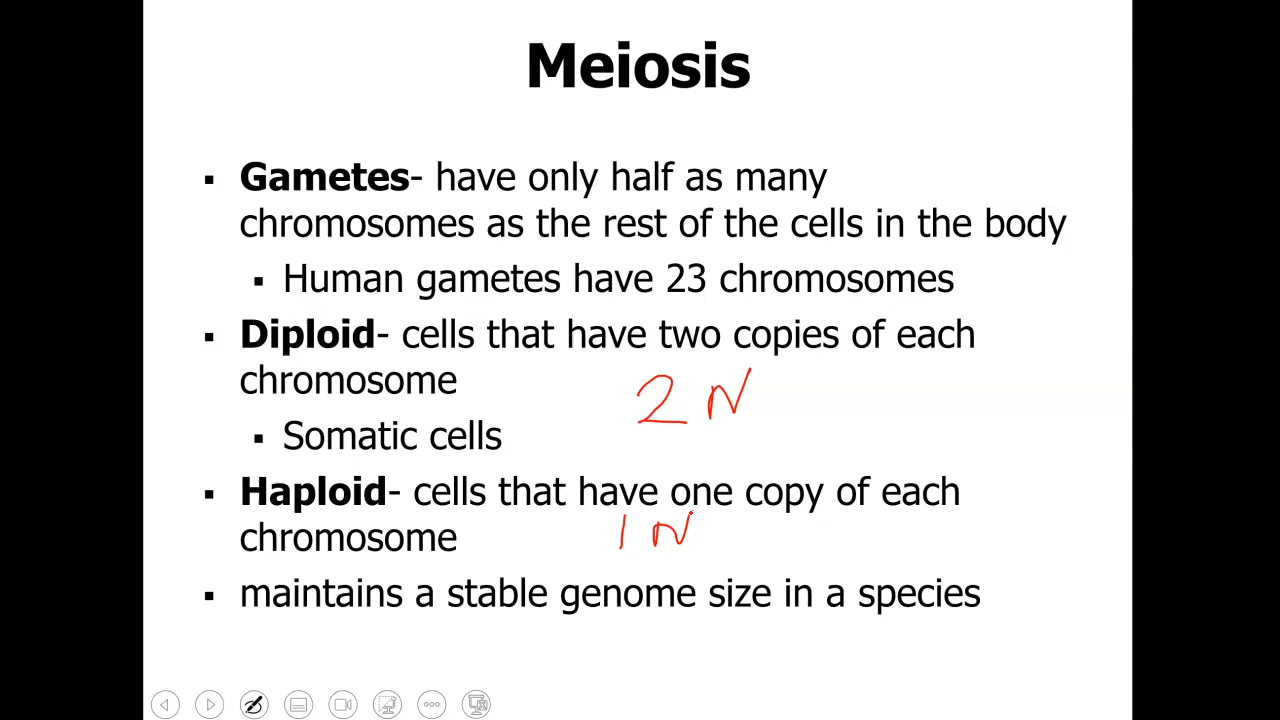 Meiosis
▪ Gametes- have only half as many
chromosomes as the rest of the cells in the body
▪ Human gametes have 23 chromosomes
▪ Diploid- cells that have two copies of each
chromosome
2 N
▪ Somatic cells
▪ Haploid- cells that have one copy of each
chromosome
1 N
▪ maintains a stable genome size in a species